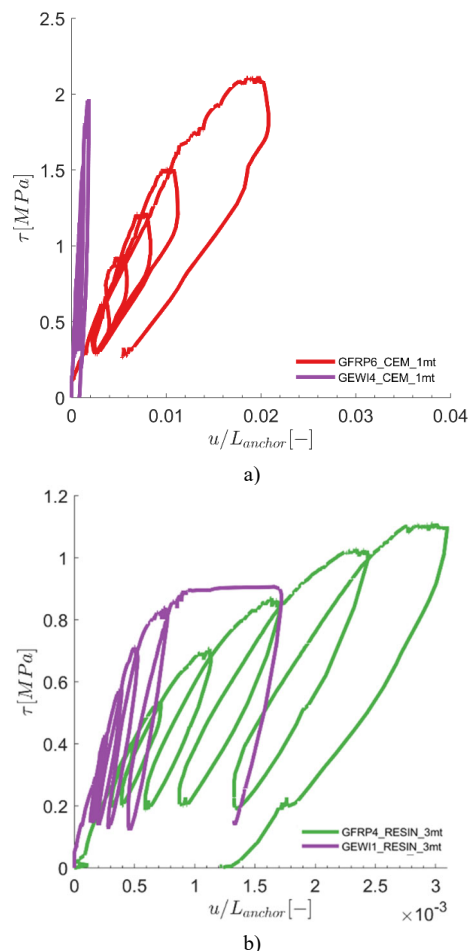 2.5
2
1.5
1
0.5
0
τ[MPa]
GFRP6_CEM_1mt
GEWI4_CEM_1mt
0 0.01 0.02 0.03 0.04
u/L_anchor[−]
a)
1.2
1
0.8
0.6
0.4
0.2
0
τ[MPa]
GFRP4_RESIN_3mt
GEWI1_RESIN_3mt
0 0.5 1 1.5 2 2.5 3
u/L_anchor[−] ×10⁻³
b)